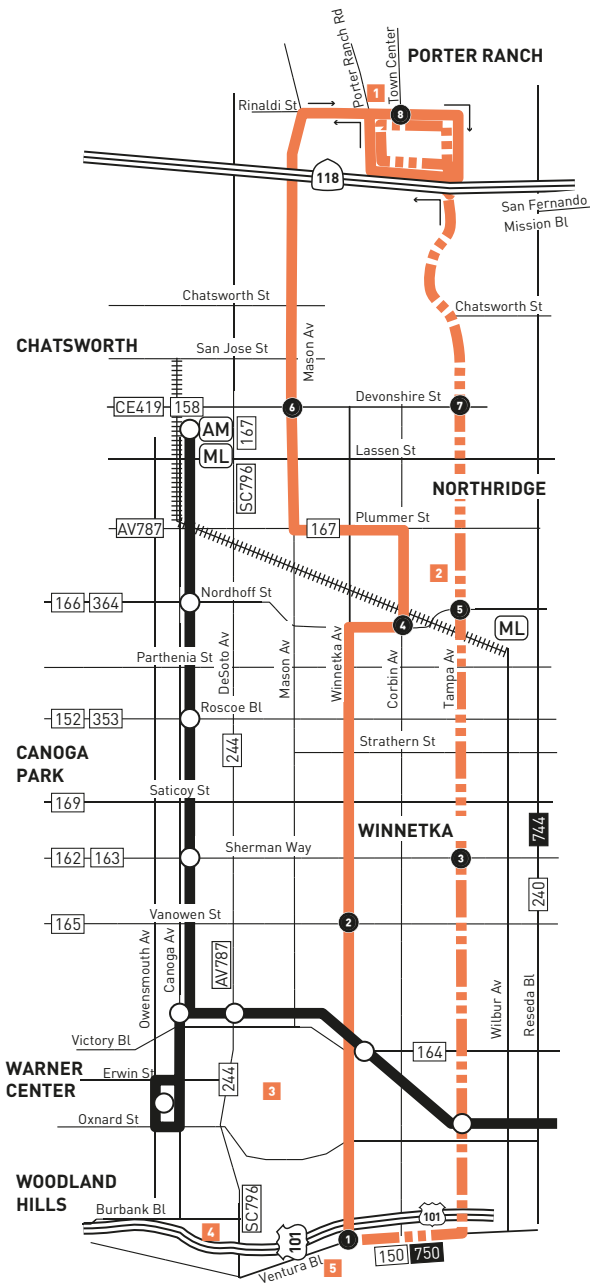 PORTER RANCH
Porter Ranch Rd
Town Center
1
Rinaldi St
8
118
San Fernando
Mission Bl
Chatsworth St
Chatsworth St
CHATSWORTH
San Jose St
Mason Av
Devonshire St
CE419
158
6
7
AM
167
ML
Lassen St
SC796
NORTHRIDGE
AV787
167
Plummer St
2
166
364
Nordhoff St
5
4
ML
Parthenia St
DeSoto Av
Mason Av
Winnetka Av
Corbin Av
Tampa Av
152
353
Roscoe Bl
244
Strathern St
CANOGA
PARK
Saticoy St
169
WINNETKA
744
162
163
Sherman Way
3
240
165
Vanowen St
2
Owensmouth Av
Canoga Av
AV787
Wilbur Av
Reseda Bl
Victory Bl
164
WARNER
CENTER
Erwin St
244
3
Oxnard St
WOODLAND
HILLS
Burbank Bl
SC796
4
101
101
1
150
750
Ventura Bl
5